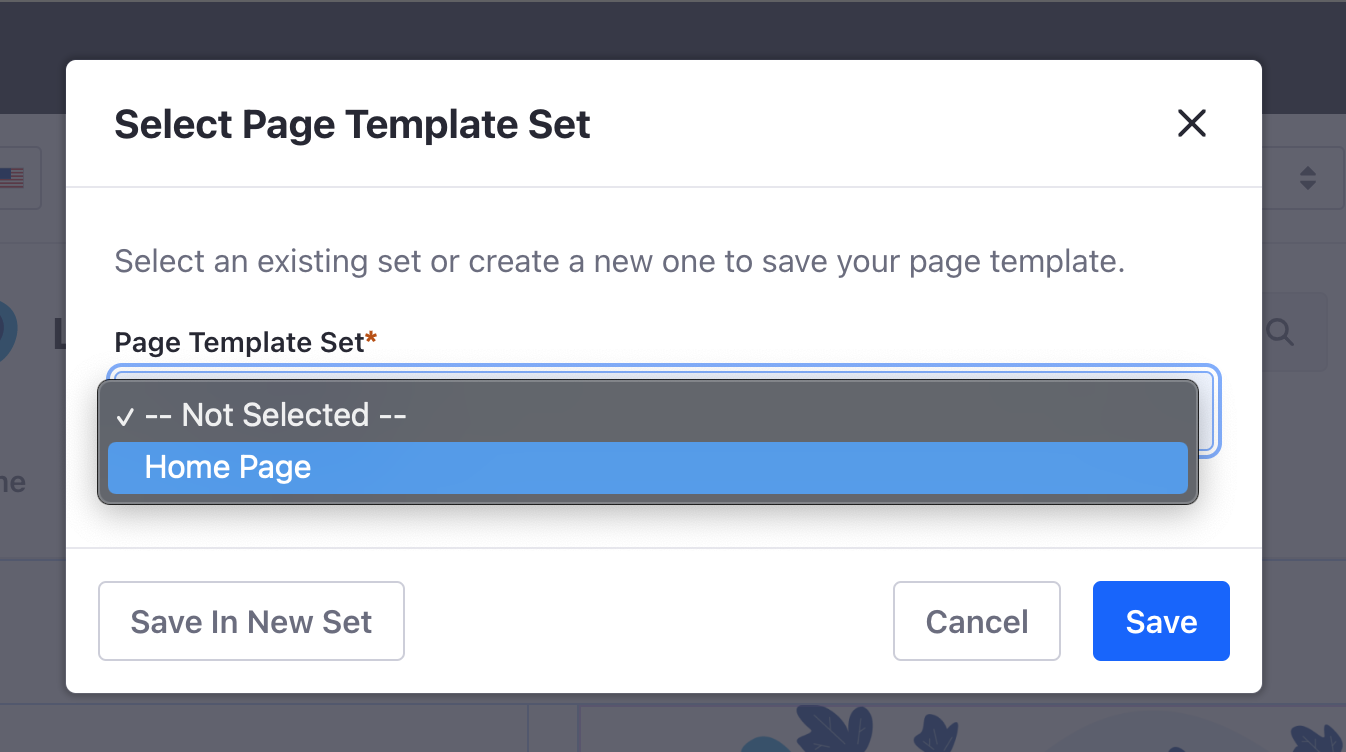 Select Page Template Set
Select an existing set or create a new one to save your page template.
Page Template Set*
✓ -- Not Selected --
Home Page
Save In New Set
Cancel
Save